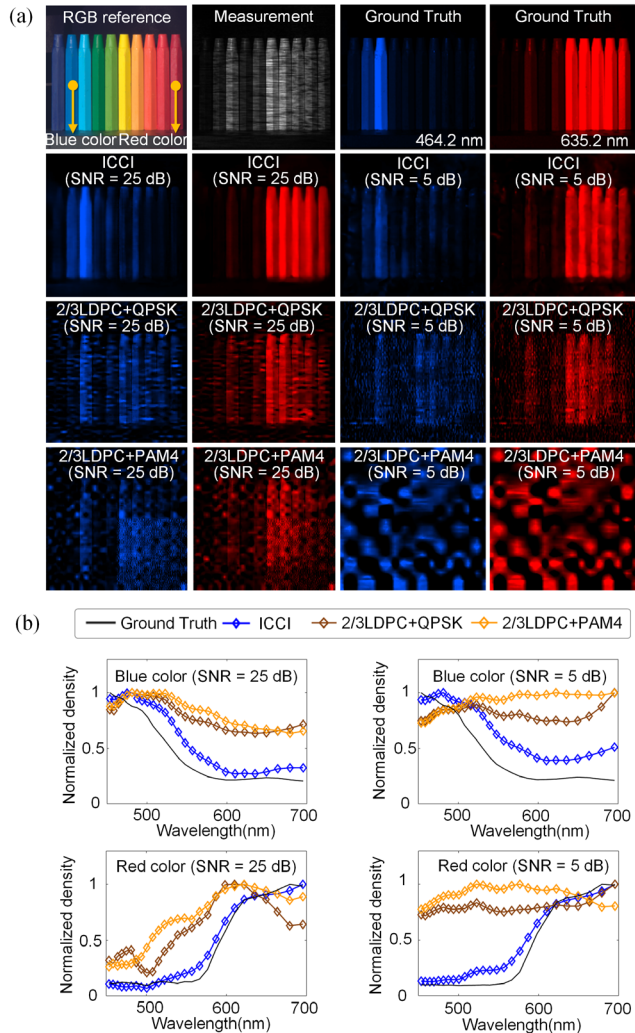 (a)
RGB reference
Measurement
Ground Truth
Ground Truth
Blue color
Red color
464.2 nm
635.2 nm
ICCI
(SNR = 25 dB)
ICCI
(SNR = 25 dB)
ICCI
(SNR = 5 dB)
ICCI
(SNR = 5 dB)
2/3LDPC+QPSK
(SNR = 25 dB)
2/3LDPC+QPSK
(SNR = 25 dB)
2/3LDPC+QPSK
(SNR = 5 dB)
2/3LDPC+QPSK
(SNR = 5 dB)
2/3LDPC+PAM4
(SNR = 25 dB)
2/3LDPC+PAM4
(SNR = 25 dB)
2/3LDPC+PAM4
(SNR = 5 dB)
2/3LDPC+PAM4
(SNR = 5 dB)
(b)
Ground Truth ICCI 2/3LDPC+QPSK 2/3LDPC+PAM4
Blue color (SNR = 25 dB)
Normalized density
1
0.5
0
500 600 700
Wavelength(nm)
Blue color (SNR = 5 dB)
Normalized density
1
0.5
0
500 600 700
Wavelength(nm)
Red color (SNR = 25 dB)
Normalized density
1
0.5
0
500 600 700
Wavelength(nm)
Red color (SNR = 5 dB)
Normalized density
1
0.5
0
500 600 700
Wavelength(nm)